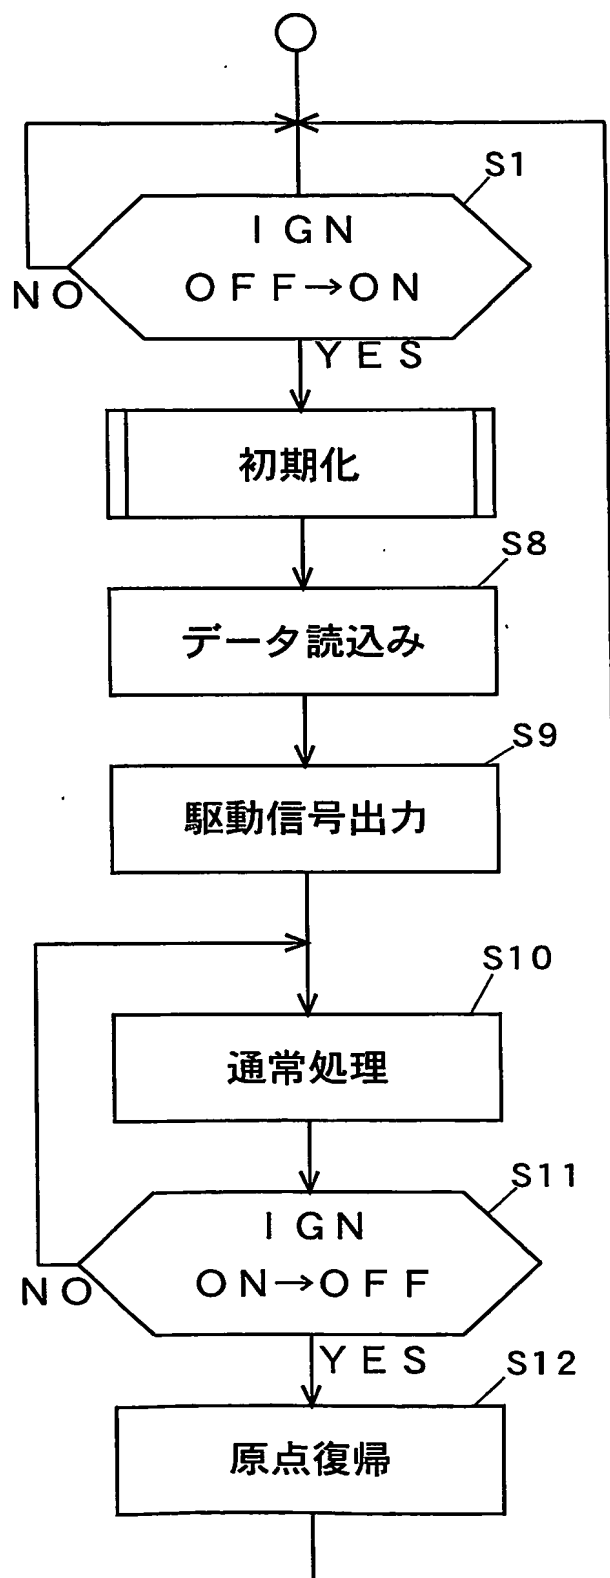 S1
IGN
OFF→ON
NO
YES
初期化
S8
データ読込み
S9
駆動信号出力
S10
通常処理
S11
IGN
ON→OFF
NO
YES
S12
原点復帰